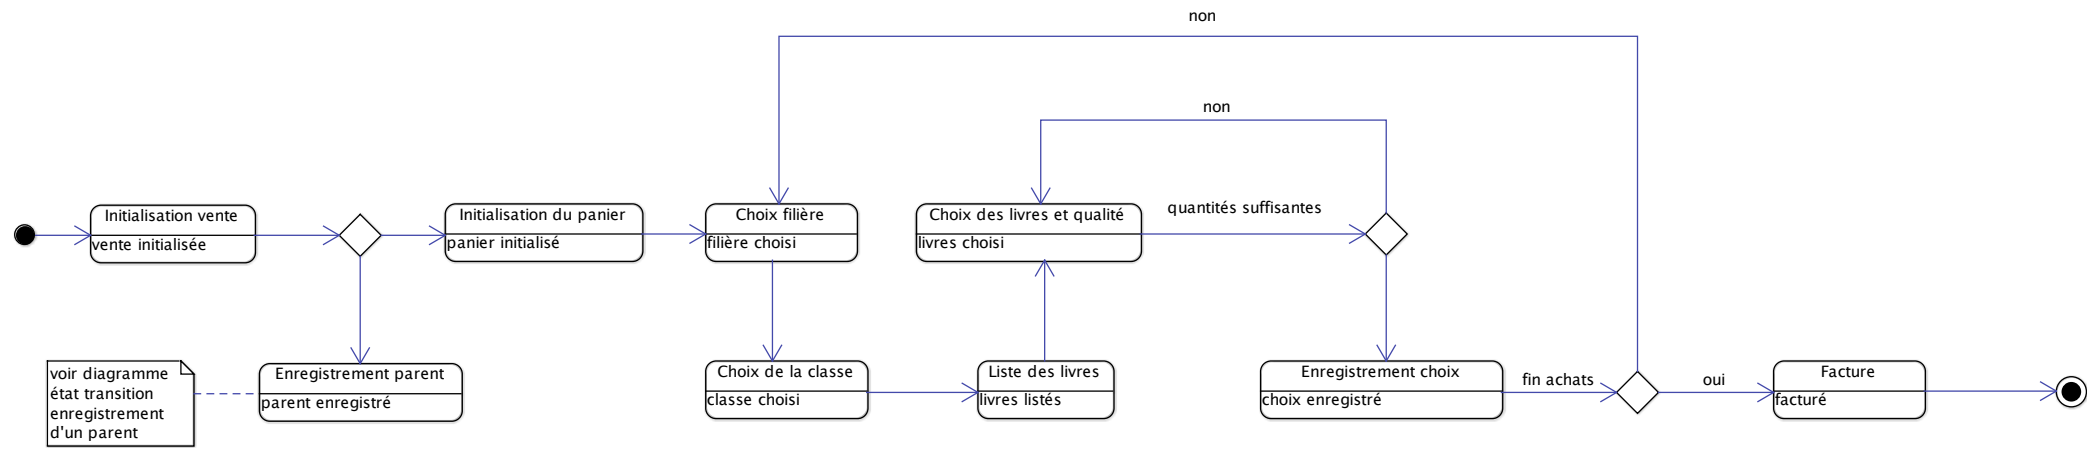 non
non
Initialisation vente
vente initialisée
Initialisation du panier
panier initialisé
Choix filière
filière choisi
Choix des livres et qualité
livres choisi
quantités suffisantes
voir diagramme
état transition
enregistrement
d'un parent
Enregistrement parent
parent enregistré
Choix de la classe
classe choisi
Liste des livres
livres listés
Enregistrement choix
choix enregistré
fin achats
oui
Facture
facturé